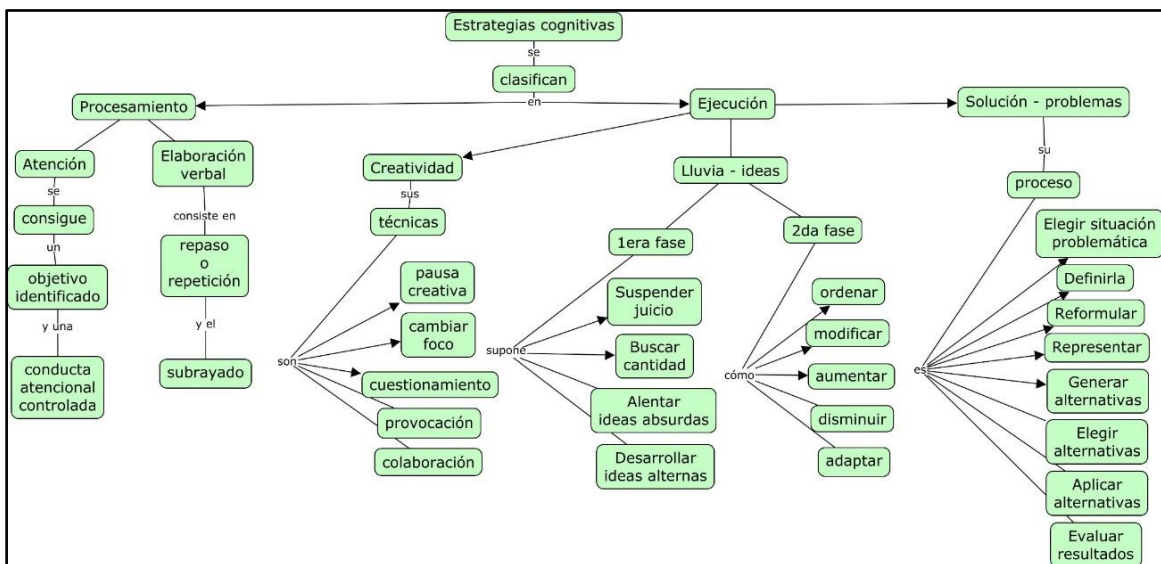 Estrategias cognitivas
se
clasifican
en
Procesamiento
Ejecución
Solución - problemas
Atención
se
consigue
un
objetivo
identificado
y una
conducta
atencional
controlada
Elaboración
verbal
consiste en
repaso
o
repetición
y el
subrayado
Creatividad
sus
técnicas
son
pausa
creativa
cambiar
foco
cuestionamiento
provocación
colaboración
Lluvia - ideas
1era fase
supone
Suspender
juicio
Buscar
cantidad
Alentar
ideas absurdas
Desarrollar
ideas alternas
2da fase
cómo
ordenar
modificar
aumentar
disminuir
adaptar
su
proceso
es
Elegir situación
problemática
Definirla
Reformular
Representar
Generar
alternativas
Elegir
alternativas
Aplicar
alternativas
Evaluar
resultados